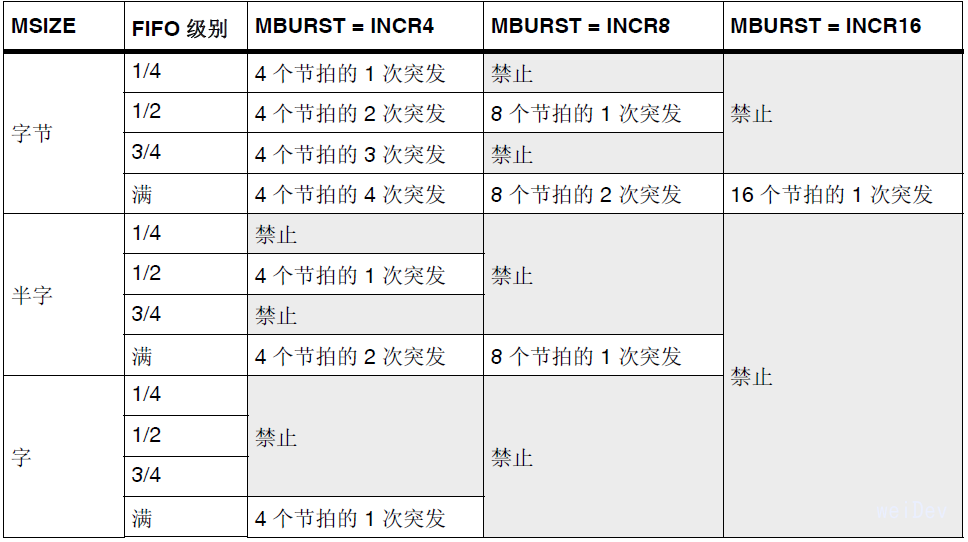 MSIZE FIFO 级别 MBURST = INCR4 MBURST = INCR8 MBURST = INCR16
1/4 4 个节拍的 1 次突发 禁止
1/2 4 个节拍的 2 次突发 8 个节拍的 1 次突发 禁止
字节
3/4 4 个节拍的 3 次突发 禁止
满 4 个节拍的 4 次突发 8 个节拍的 2 次突发 16 个节拍的 1 次突发
1/4 禁止
1/2 4 个节拍的 1 次突发 禁止
半字
3/4 禁止
满 4 个节拍的 2 次突发 8 个节拍的 1 次突发
禁止
1/4
1/2 禁止
字 禁止
3/4
满 4 个节拍的 1 次突发